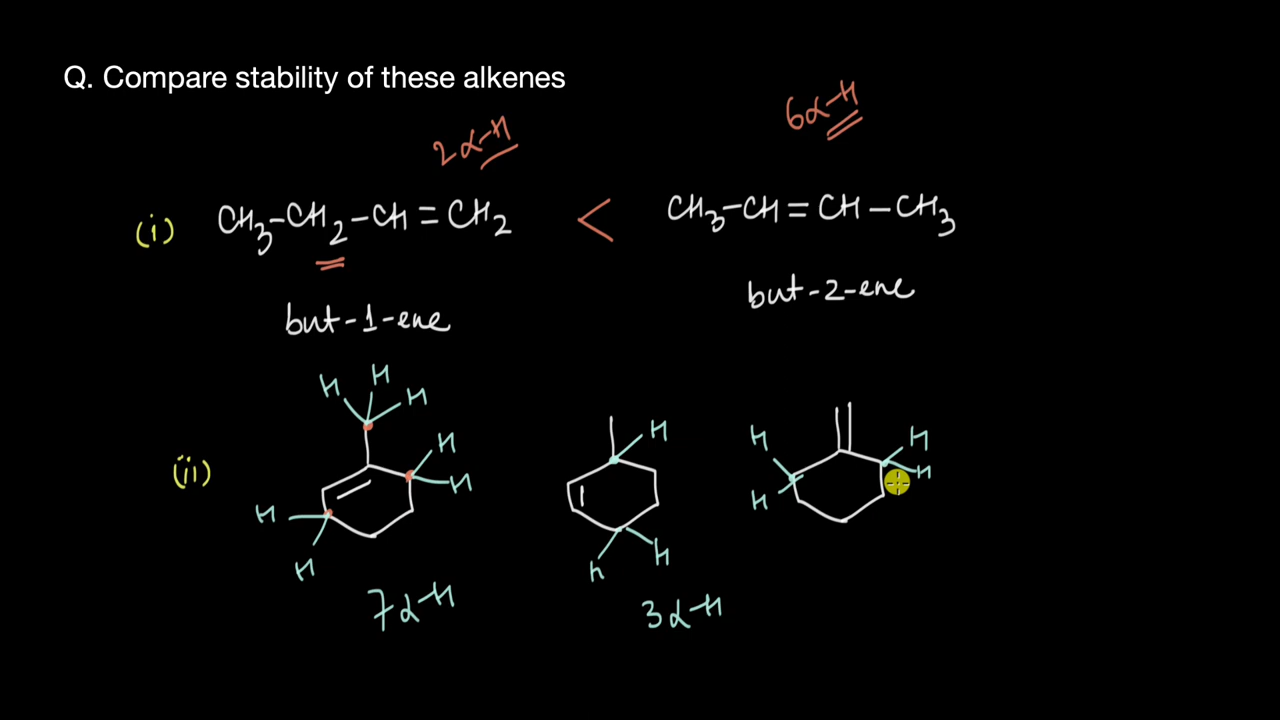 Q. Compare stability of these alkenes
2α-H
6α-H
(i) CH3-CH2-CH=CH2 < CH3-CH=CH-CH3
but-1-ene
but-2-ene
(ii)
H H H
H H H H H
H H
H H
H H H
h H
7α-H
3α-H